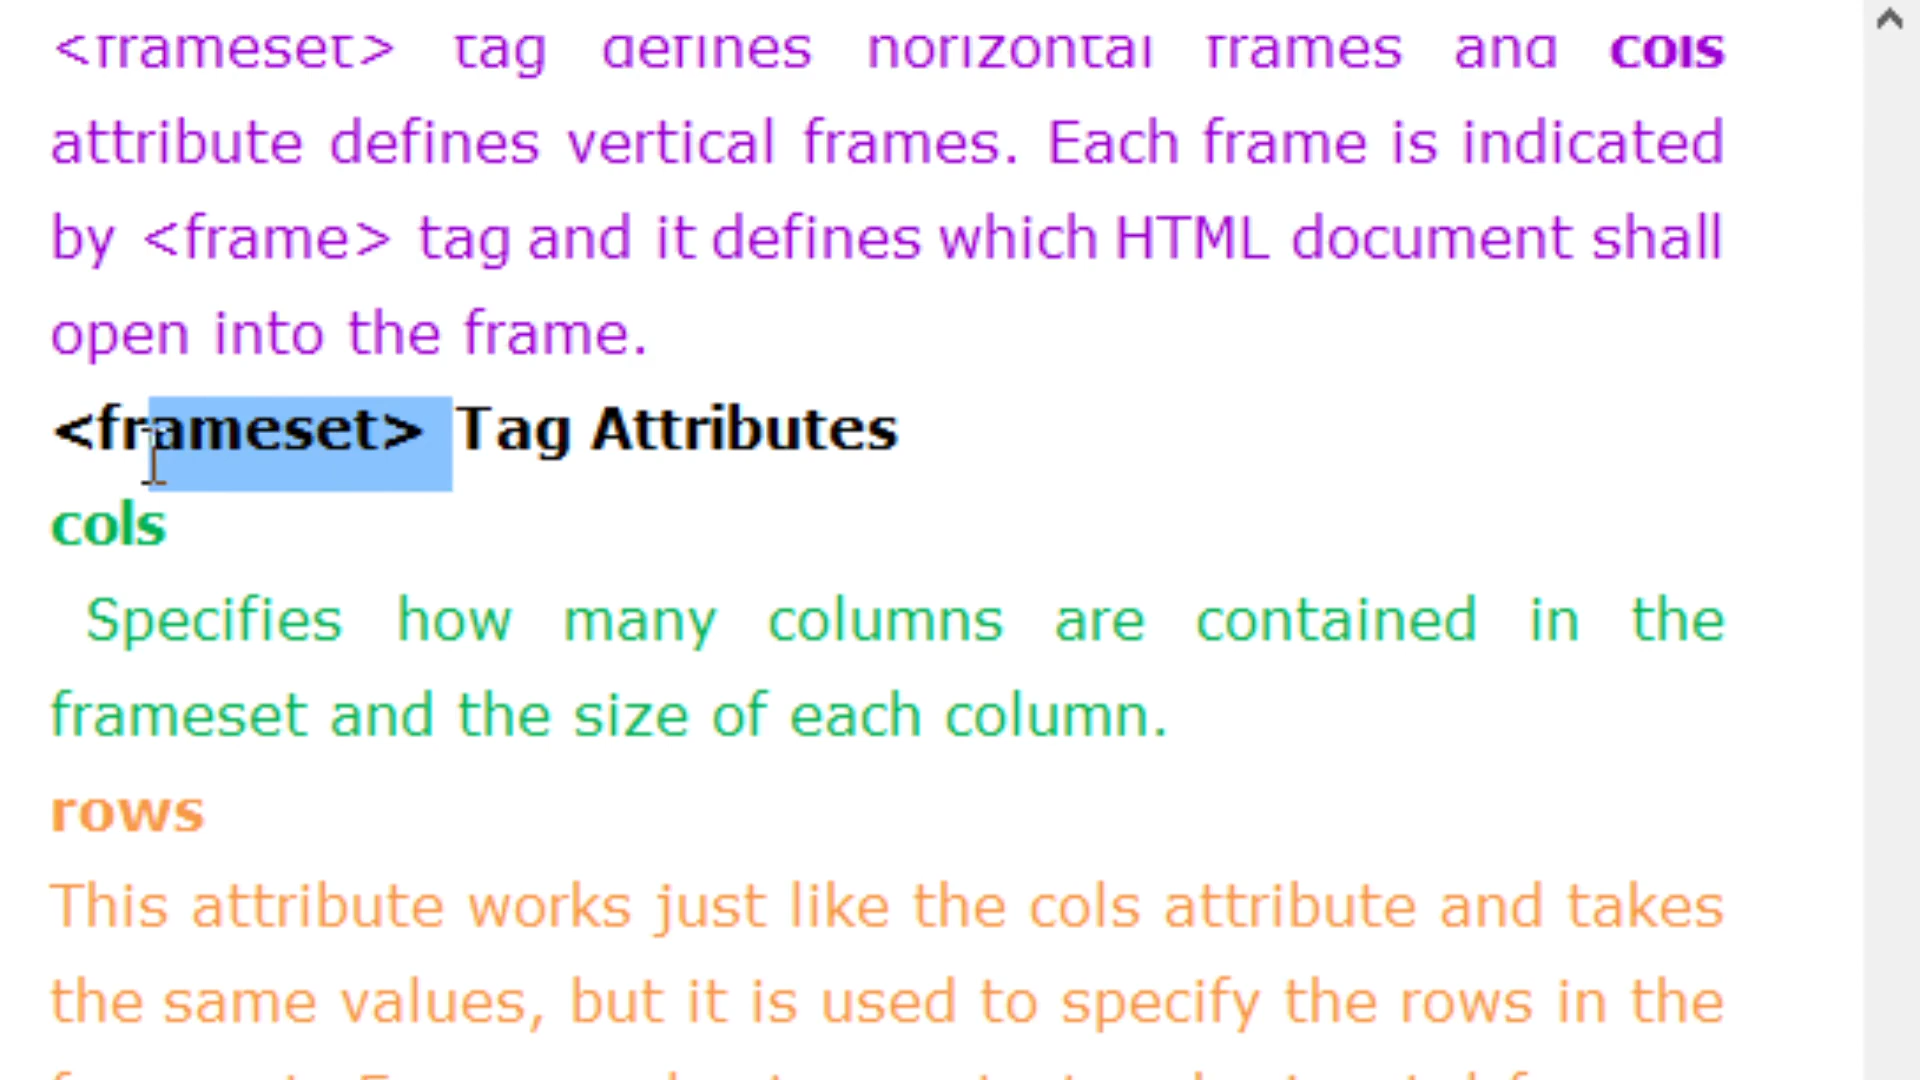 <frameset> tag defines horizontal frames and cols
attribute defines vertical frames. Each frame is indicated
by <frame> tag and it defines which HTML document shall
open into the frame.
<frameset> Tag Attributes
cols
Specifies how many columns are contained in the
frameset and the size of each column.
rows
This attribute works just like the cols attribute and takes
the same values, but it is used to specify the rows in the